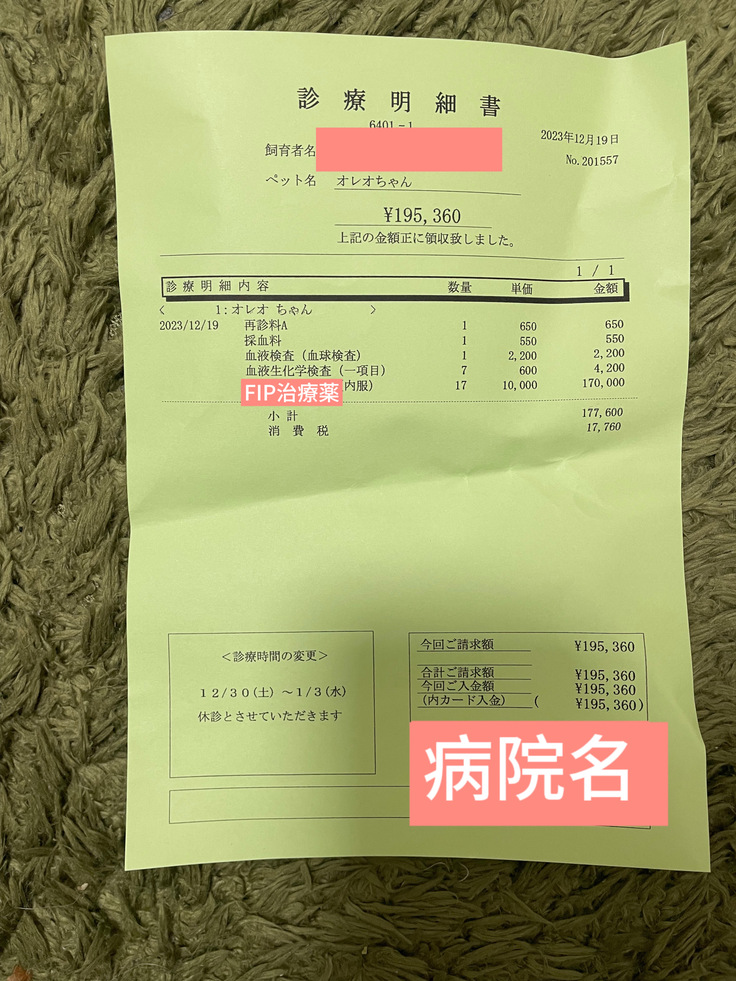 診療明細書
6401-1
2023年12月19日
飼育者名
No.201557
ペット名 オレオちゃん
¥195,360
上記の金額正に領収致しました。
1 / 1
診療明細内容 数量 単価 金額
< 1:オレオ ちゃん >
2023/12/19 再診料A 1 650 650
採血料 1 550 550
血液検査（血球検査） 1 2,200 2,200
血液生化学検査（一項目） 7 600 4,200
FIP治療薬 内服） 17 10,000 170,000
小 計 177,600
消 費 税 17,760
＜診療時間の変更＞
１２／３０(土) ～１/３(水)
休診とさせていただきます
今回ご請求額 ¥195,360
合計ご請求額 ¥195,360
今回ご入金額 ¥195,360
(内カード入金) ( ¥195,360)
病院名